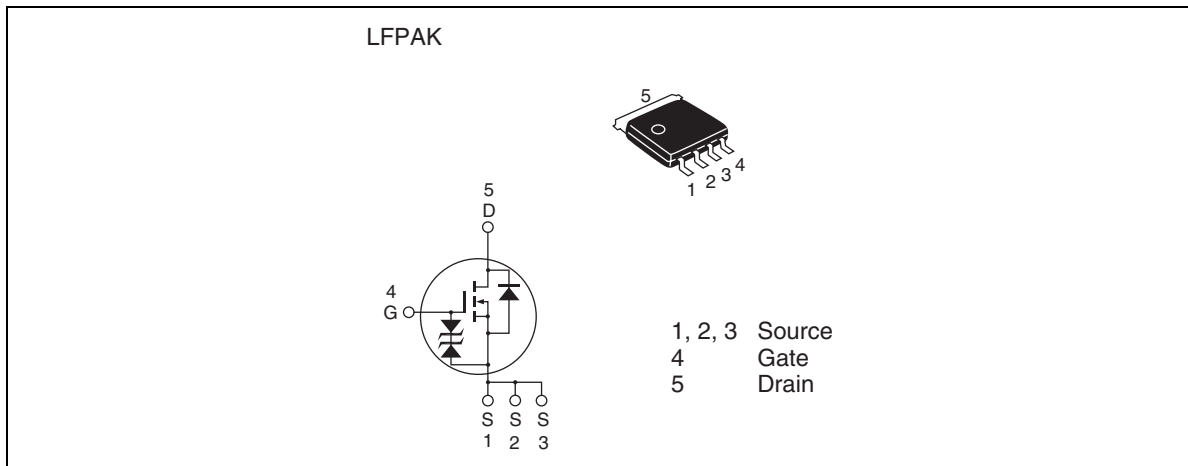 LFPAK
5
1 2 3 4
5
D
4
G
S S S
1 2 3
1, 2, 3 Source
4 Gate
5 Drain